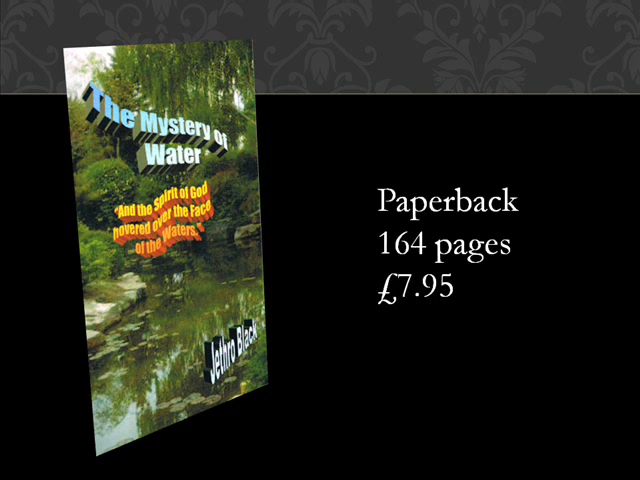 The Mystery of
Water
"And the Spirit of God
hovered over the Face
of the Waters."
Jethro Black
Paperback
164 pages
£7.95